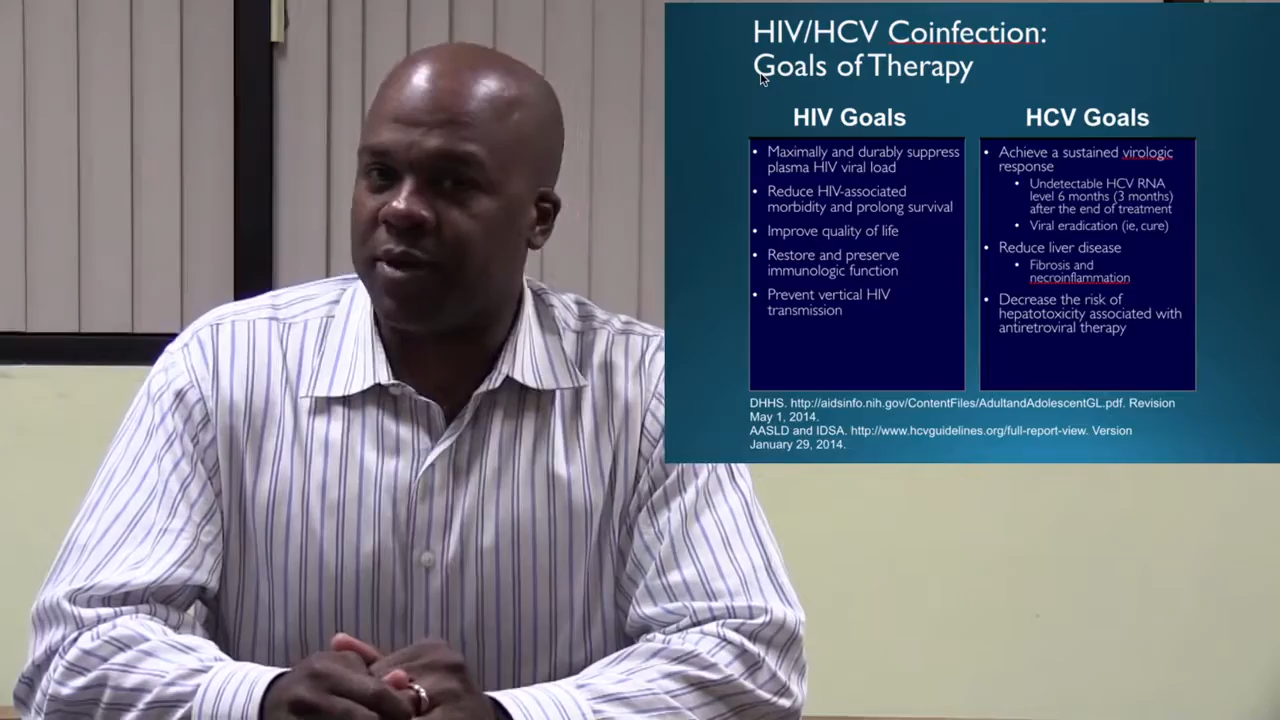 HIV/HCV Coinfection:
Goals of Therapy
HIV Goals
• Maximally and durably suppress
plasma HIV viral load
• Reduce HIV-associated
morbidity and prolong survival
• Improve quality of life
• Restore and preserve
immunologic function
• Prevent vertical HIV
transmission
HCV Goals
• Achieve a sustained virologic
response
• Undetectable HCV RNA
level 6 months (3 months)
after the end of treatment
• Viral eradication (ie, cure)
• Reduce liver disease
• Fibrosis and
necroinflammation
• Decrease the risk of
hepatotoxicity associated with
antiretroviral therapy
DHHS. http://aidsinfo.nih.gov/ContentFiles/AdultandAdolescentGL.pdf. Revision
May 1, 2014.
AASLD and IDSA. http://www.hcvguidelines.org/full-report-view. Version
January 29, 2014.